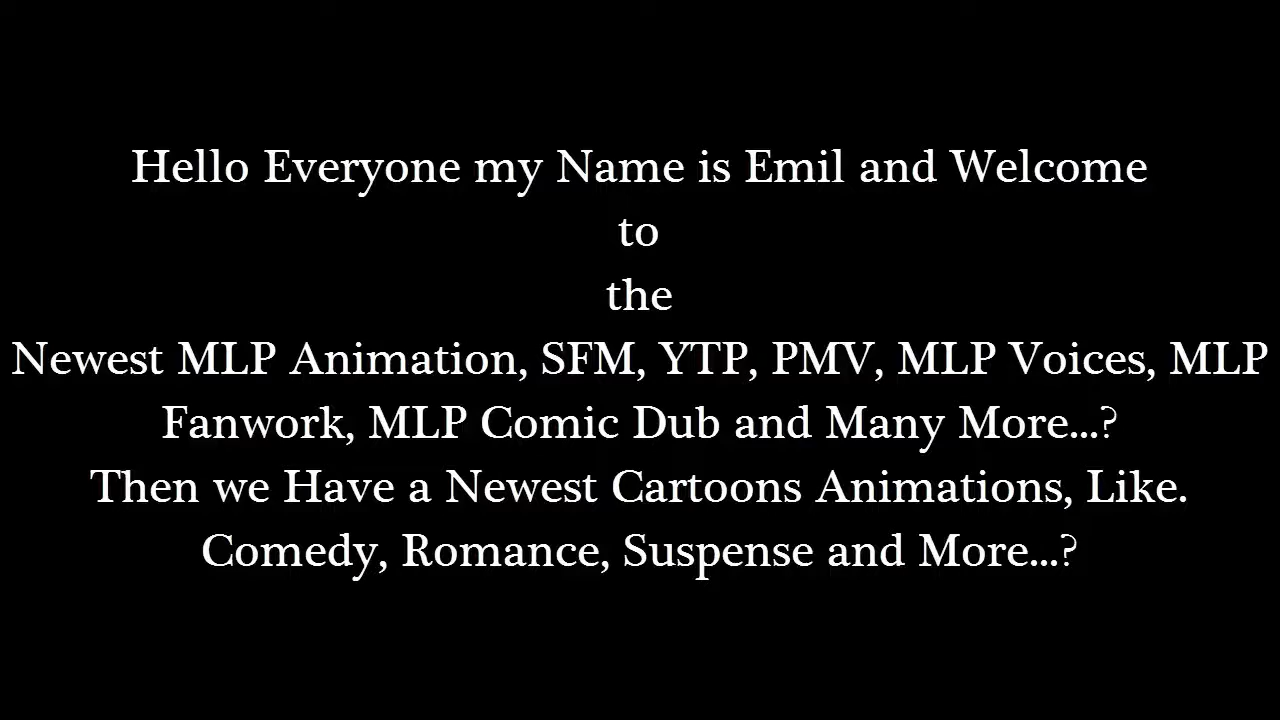 Hello Everyone my Name is Emil and Welcome
to
the
Newest MLP Animation, SFM, YTP, PMV, MLP Voices, MLP
Fanwork, MLP Comic Dub and Many More...?
Then we Have a Newest Cartoons Animations, Like.
Comedy, Romance, Suspense and More...?